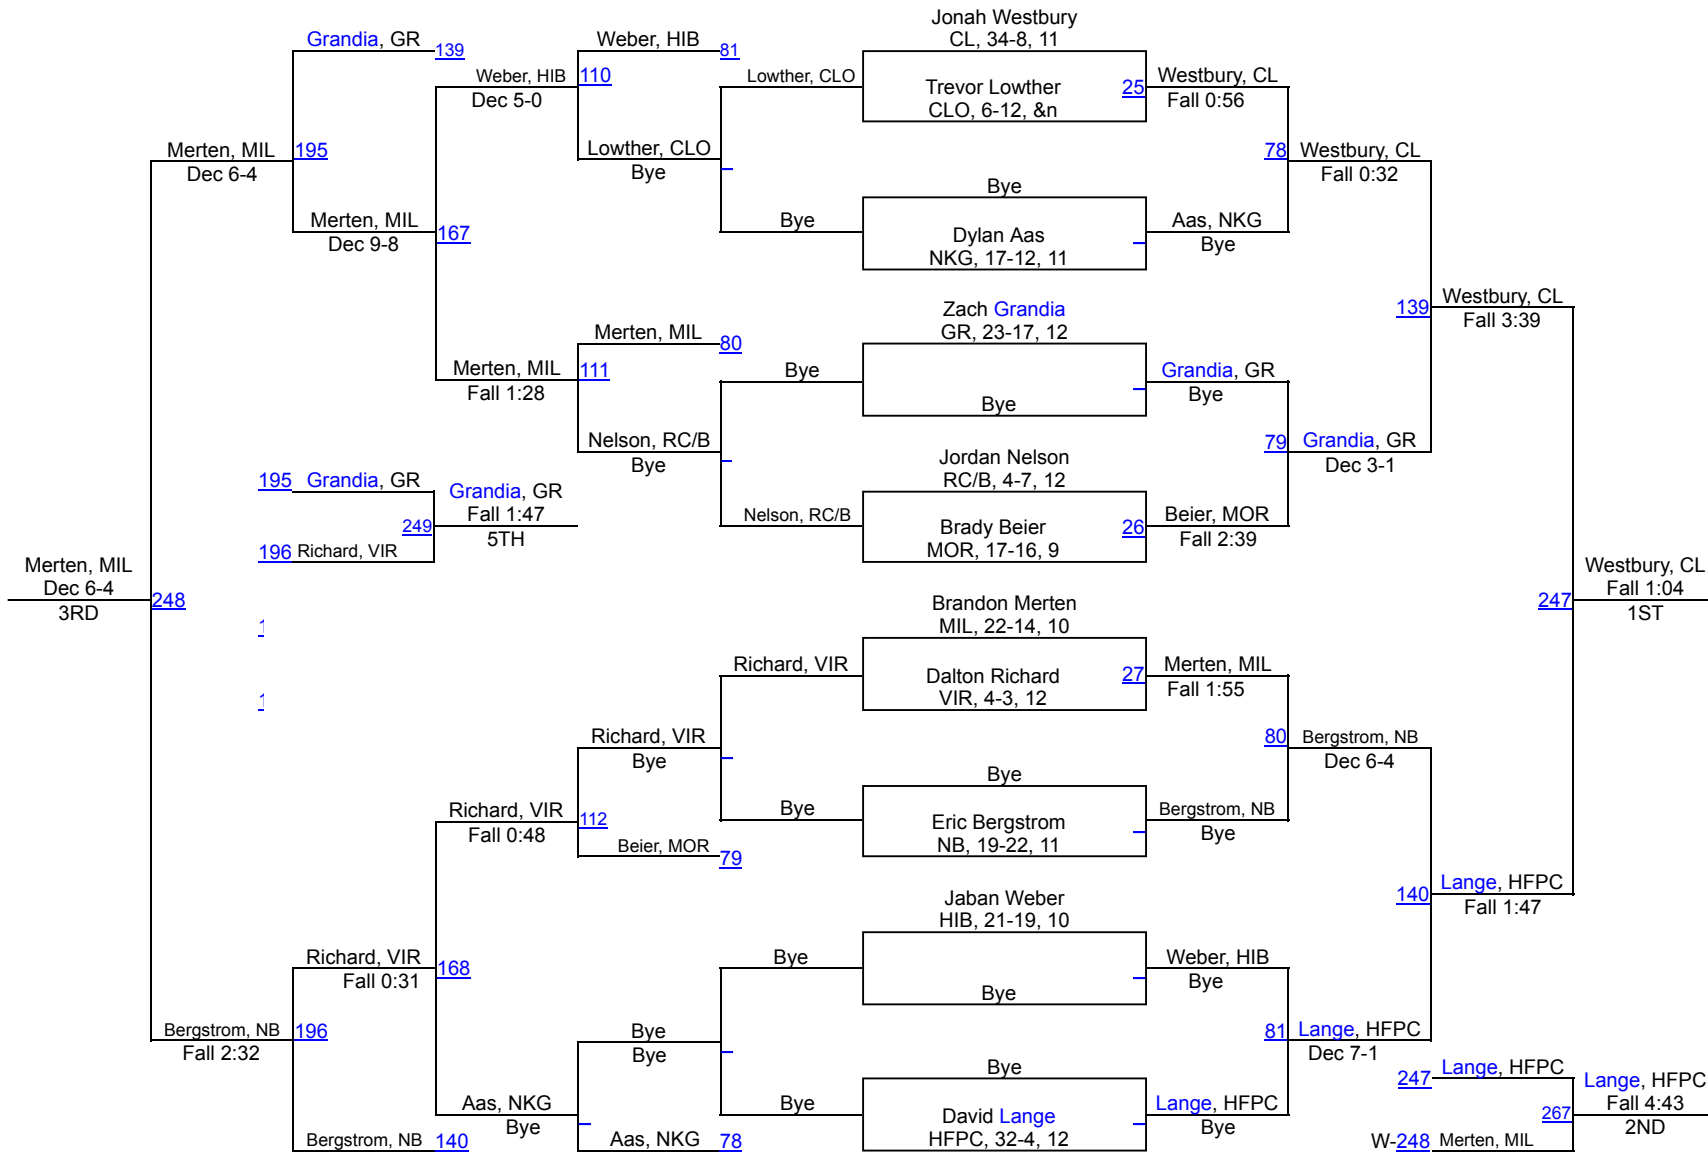 Jonah Westbury
CL, 34-8, 11
Grandia, GR
139
Weber, HIB
81
Weber, HIB
110
Dec 5-0
Lowther, CLO
Trevor Lowther
CLO, 6-12, &n
25
Westbury, CL
Fall 0:56
Merten, MIL
195
Dec 6-4
Lowther, CLO
Bye
78
Westbury, CL
Fall 0:32
Bye
Merten, MIL
Dec 9-8
167
Bye
Dylan Aas
NKG, 17-12, 11
Aas, NKG
Bye
Zach Grandia
GR, 23-17, 12
139
Westbury, CL
Fall 3:39
Merten, MIL
80
Merten, MIL
111
Fall 1:28
Bye
Bye
Grandia, GR
Bye
Nelson, RC/B
Bye
79
Grandia, GR
Dec 3-1
Jordan Nelson
RC/B, 4-7, 12
195
Grandia, GR
Grandia, GR
Fall 1:47
249
5TH
196
Richard, VIR
Nelson, RC/B
Brady Beier
MOR, 17-16, 9
26
Beier, MOR
Fall 2:39
Merten, MIL
Dec 6-4
248
3RD
Westbury, CL
Fall 1:04
247
1ST
Brandon Merten
MIL, 22-14, 10
Richard, VIR
Dalton Richard
VIR, 4-3, 12
27
Merten, MIL
Fall 1:55
Richard, VIR
Bye
80
Bergstrom, NB
Dec 6-4
Bye
Richard, VIR
112
Fall 0:48
Bye
Eric Bergstrom
NB, 19-22, 11
Bergstrom, NB
Bye
Beier, MOR
79
140
Lange, HFPC
Fall 1:47
Jaban Weber
HIB, 21-19, 10
Richard, VIR
Fall 0:31
168
Bye
Bye
Weber, HIB
Bye
Bergstrom, NB
196
Fall 2:32
Bye
Bye
81
Lange, HFPC
Dec 7-1
Bye
247
Lange, HFPC
Aas, NKG
Bye
Bye
David Lange
HFPC, 32-4, 12
Lange, HFPC
Bye
Lange, HFPC
Fall 4:43
267
2ND
Bergstrom, NB
140
Aas, NKG
78
W-248
Merten, MIL